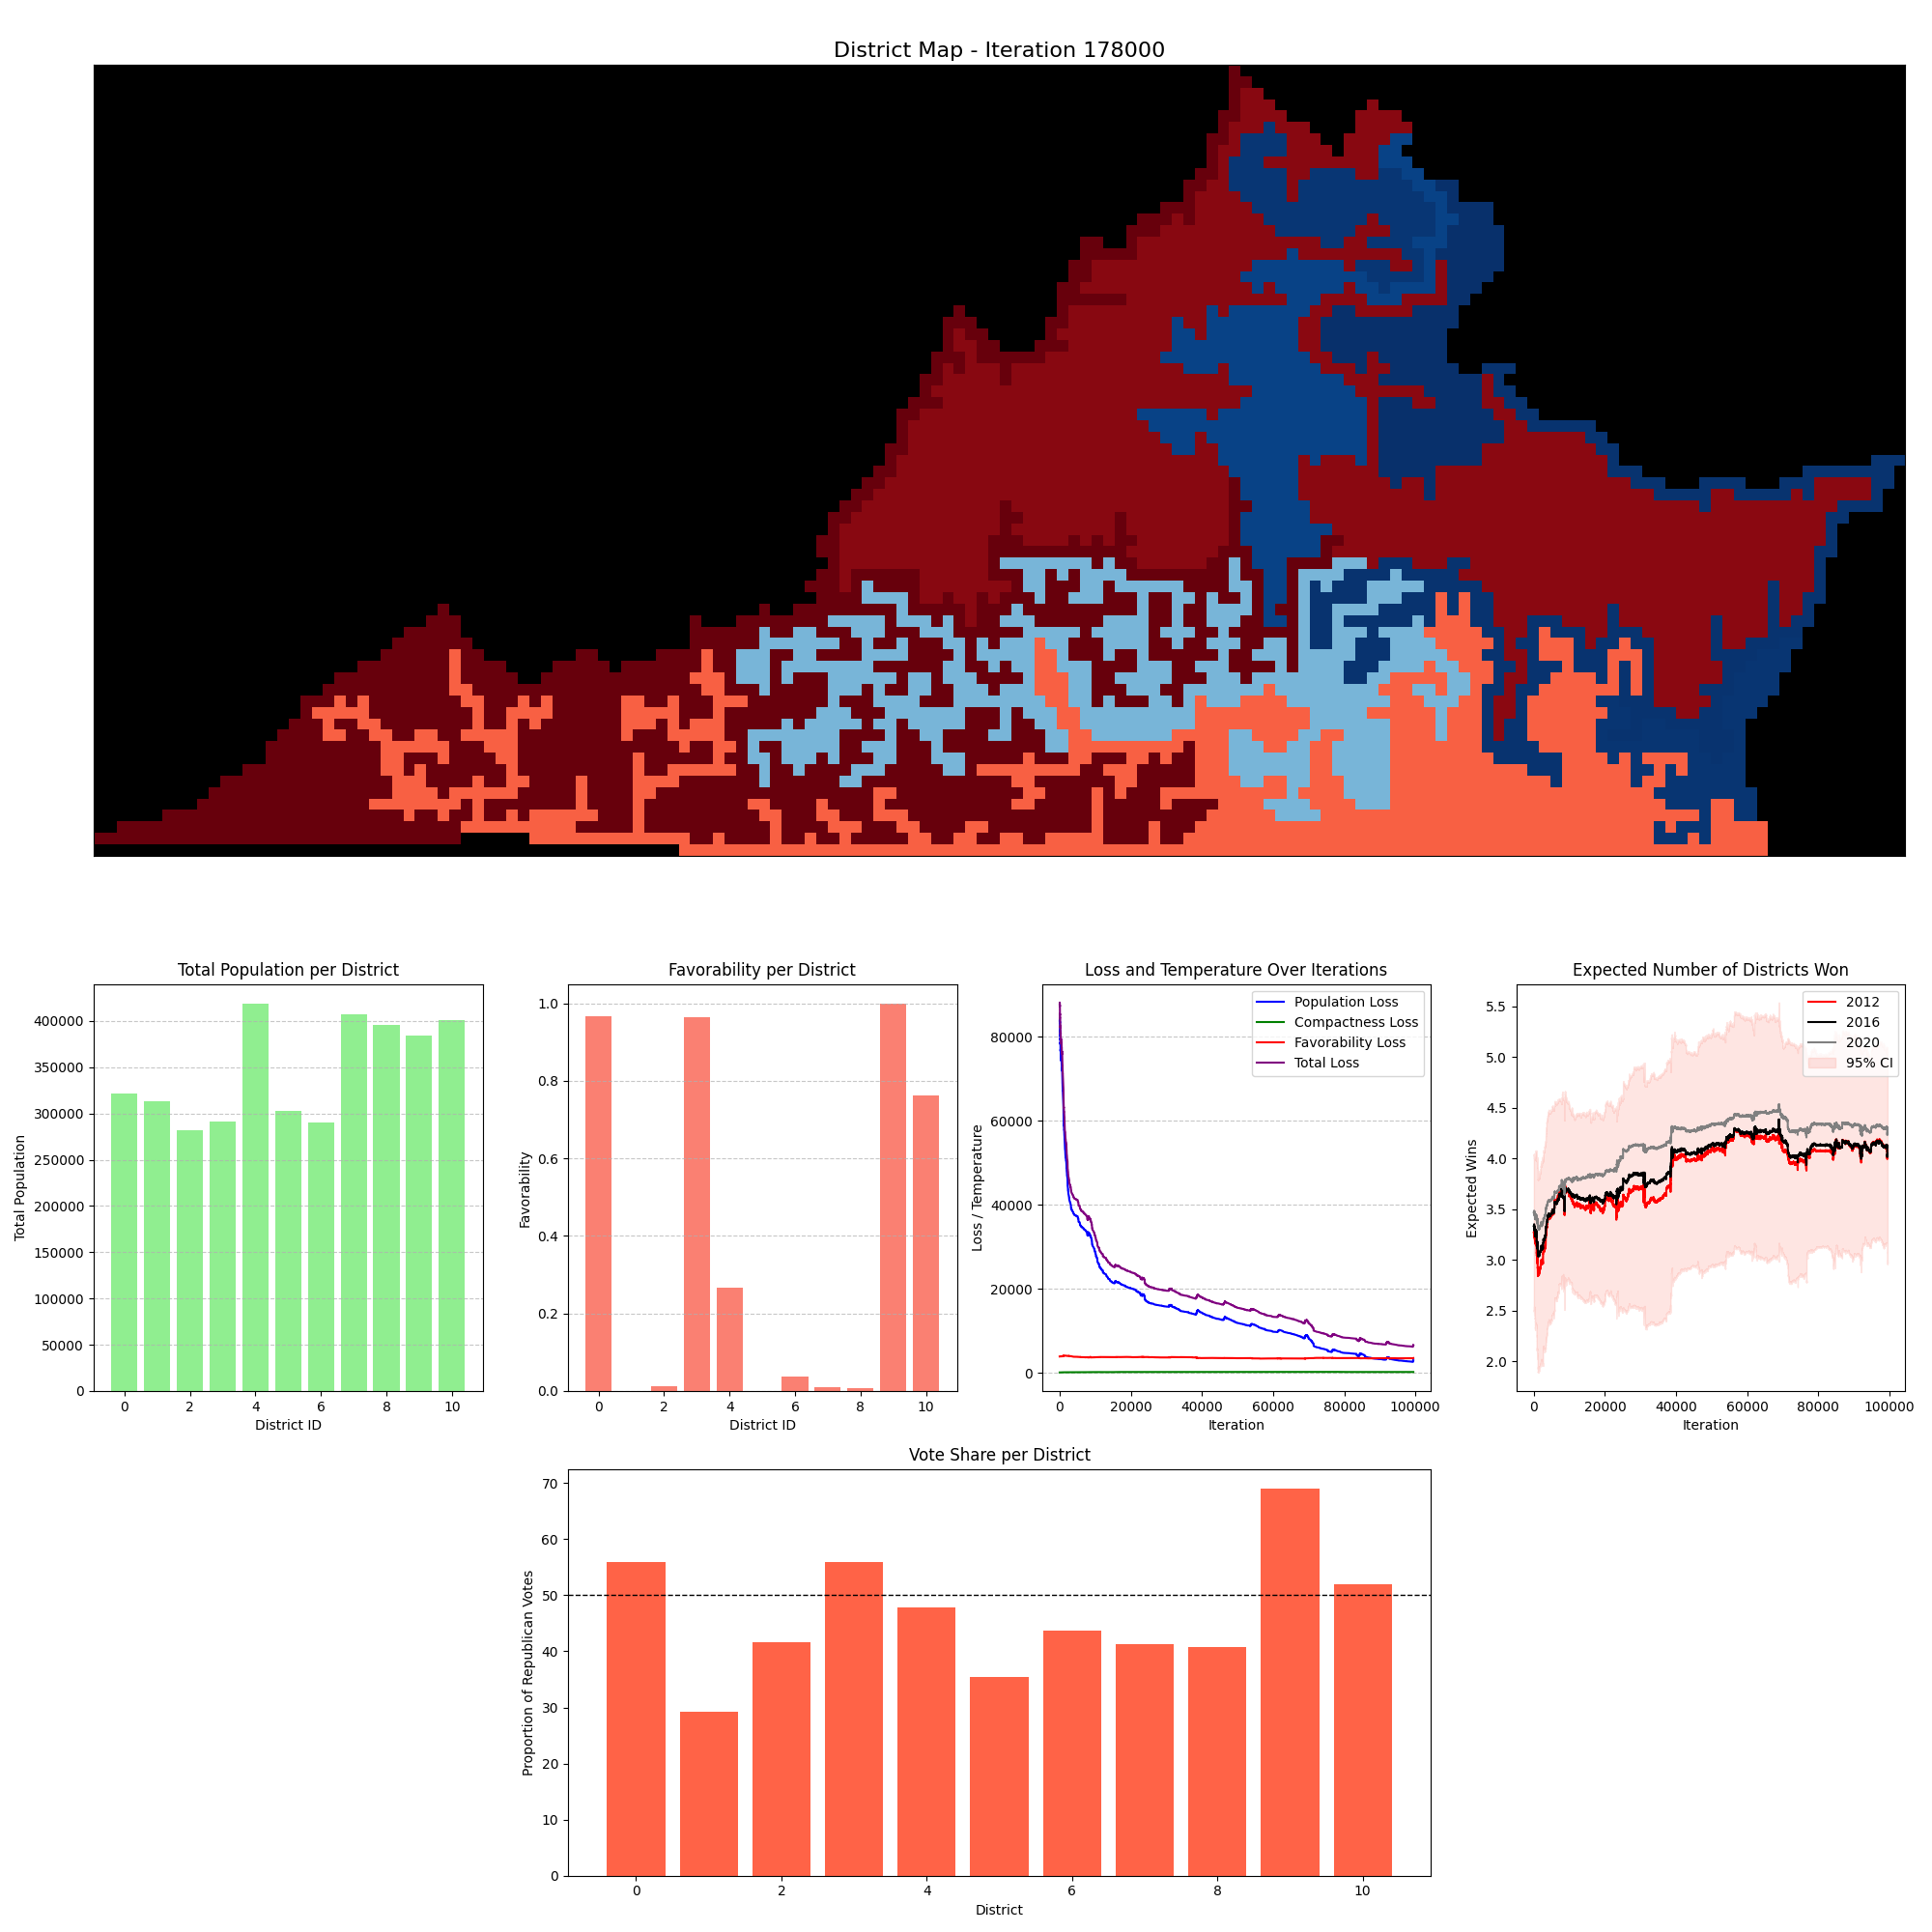 District Map - Iteration 178000
Total Population per District
Total Population
400000
350000
300000
250000
200000
150000
100000
50000
0
0 2 4 6 8 10
District ID
Favorability per District
Favorability
1.0
0.8
0.6
0.4
0.2
0.0
0 2 4 6 8 10
District ID
Loss and Temperature Over Iterations
Loss / Temperature
80000
60000
40000
20000
0
Population Loss
Compactness Loss
Favorability Loss
Total Loss
0 20000 40000 60000 80000 100000
Iteration
Expected Number of Districts Won
Expected Wins
5.5
5.0
4.5
4.0
3.5
3.0
2.5
2.0
2012
2016
2020
95% CI
0 20000 40000 60000 80000 100000
Iteration
Vote Share per District
Proportion of Republican Votes
70
60
50
40
30
20
10
0
0 2 4 6 8 10
District